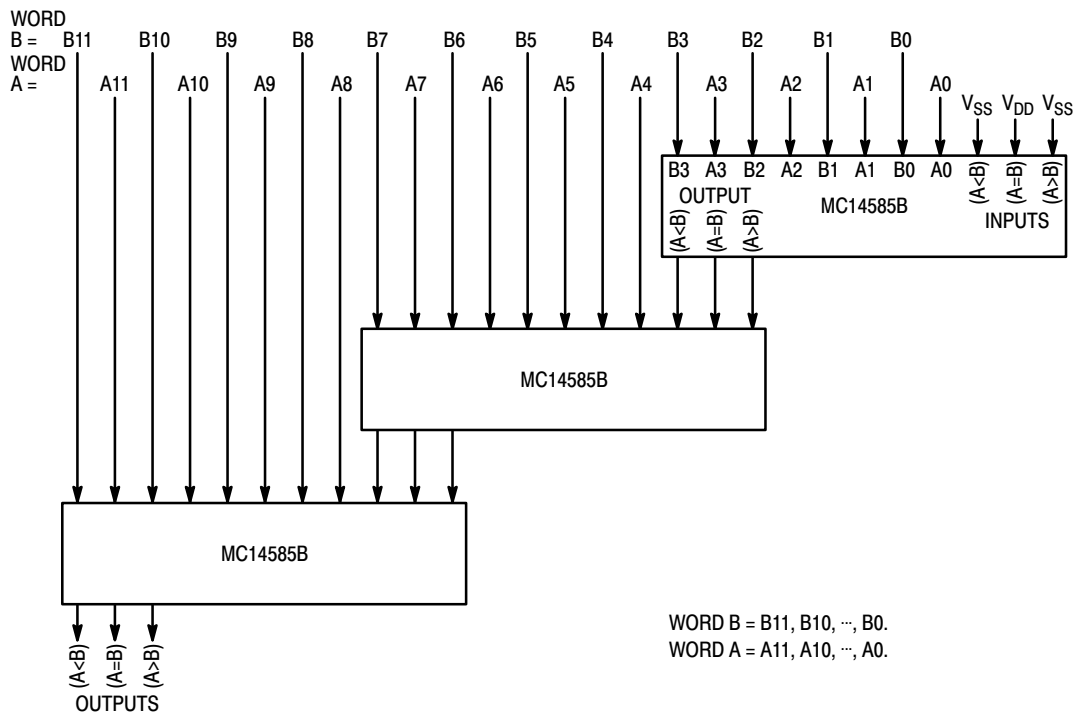 WORD
B = B11 B10 B9 B8 B7 B6 B5 B4 B3 B2 B1 B0
WORD
A = A11 A10 A9 A8 A7 A6 A5 A4 A3 A2 A1 A0
VSS VDD VSS
B3 A3 B2 A2 B1 A1 B0 A0 (A<B) (A=B) (A>B)
OUTPUT MC14585B INPUTS
(A<B) (A=B) (A>B)
MC14585B
MC14585B
(A<B) (A=B) (A>B)
OUTPUTS
WORD B = B11, B10, ···, B0.
WORD A = A11, A10, ···, A0.